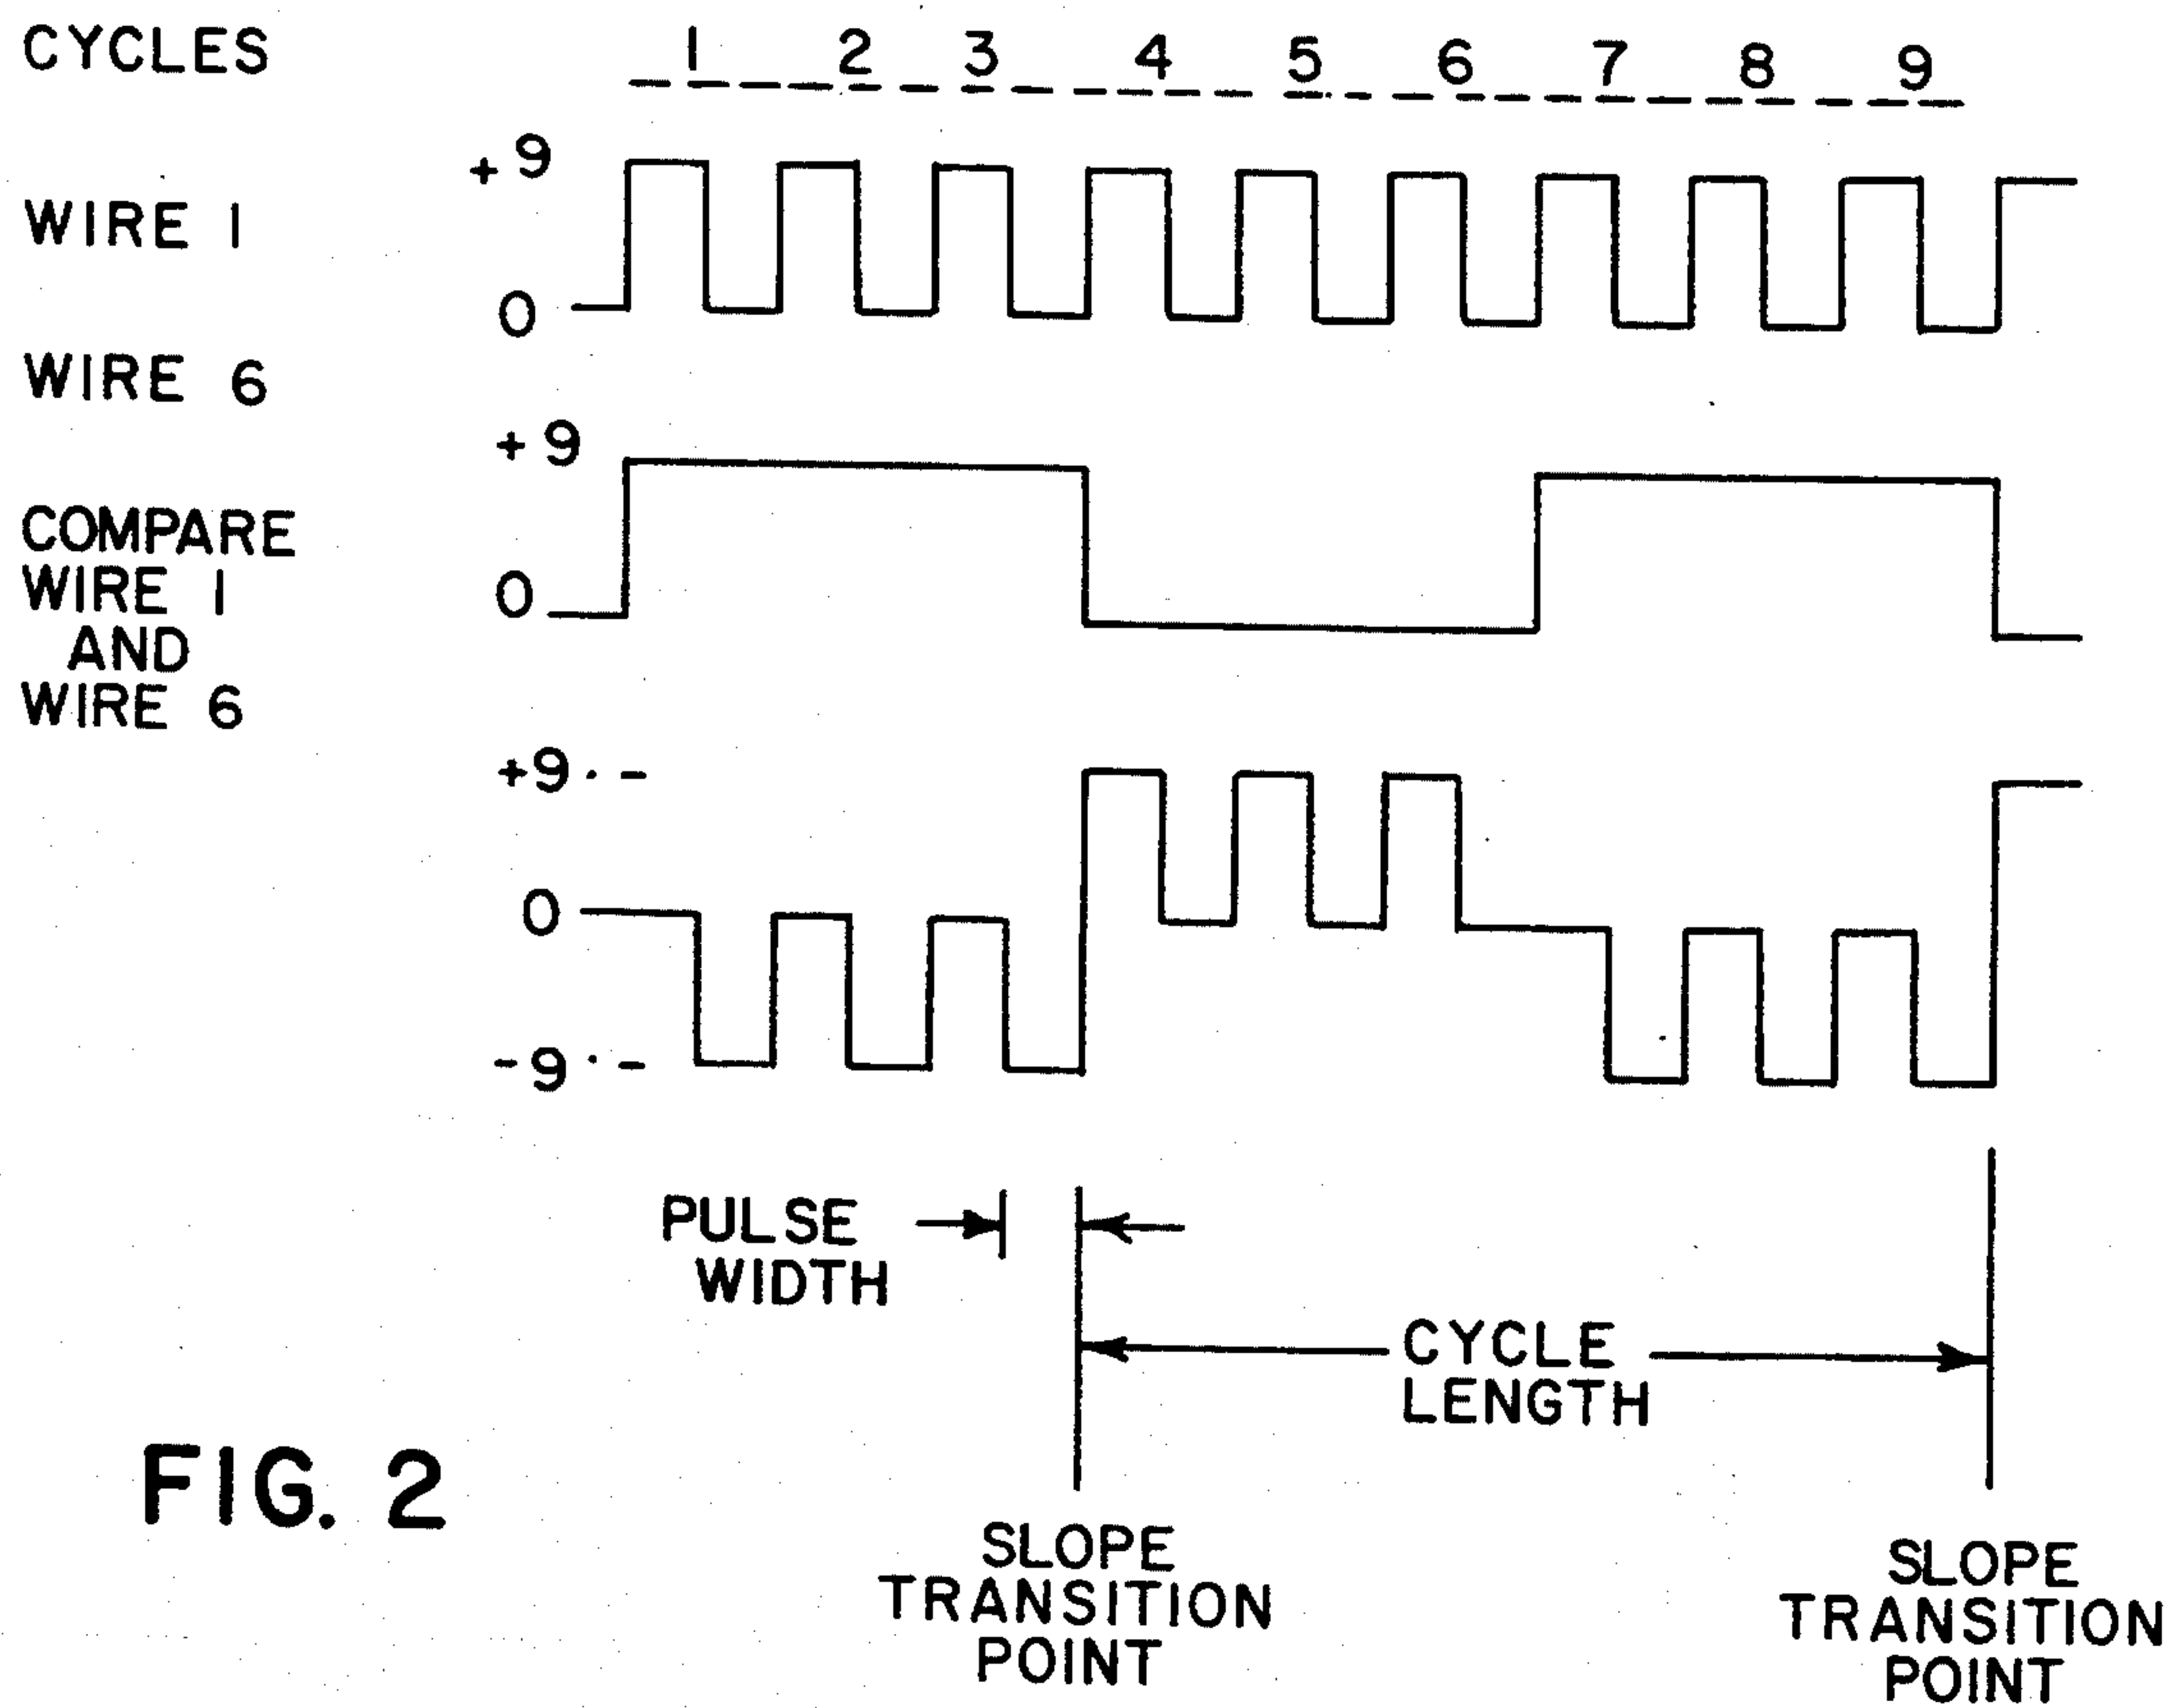 CYCLES 1 2 3 4 5 6 7 8 9
+9
WIRE 1
0
WIRE 6
+9
COMPARE
WIRE 1
0
AND
WIRE 6
+9
0
-9
PULSE
WIDTH
CYCLE
LENGTH
FIG. 2
SLOPE
TRANSITION
POINT
SLOPE
TRANSITION
POINT